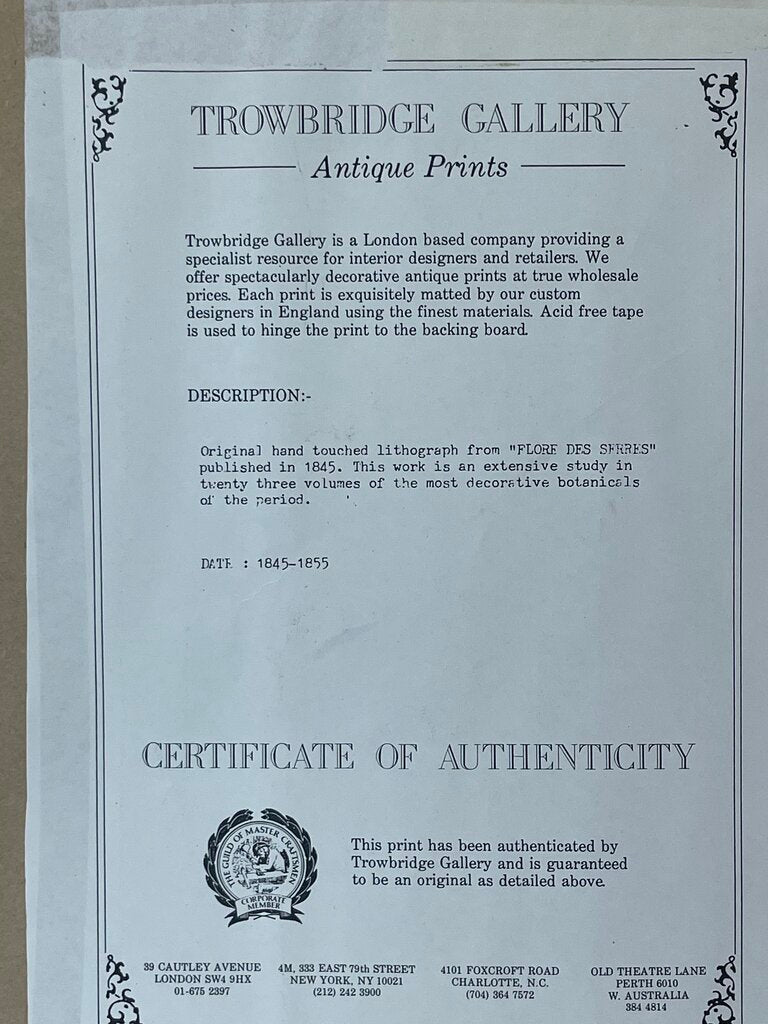 TROWBRIDGE GALLERY
Antique Prints
Trowbridge Gallery is a London based company providing a
specialist resource for interior designers and retailers. We
offer spectacularly decorative antique prints at true wholesale
prices. Each print is exquisitely matted by our custom
designers in England using the finest materials. Acid free tape
is used to hinge the print to the backing board.
DESCRIPTION:-
Original hand touched lithograph from "FLORE DES SERRES"
published in 1845. This work is an extensive study in
twenty three volumes of the most decorative botanicals
of the period.
DATE : 1845-1855
CERTIFICATE OF AUTHENTICITY
THE GUILD OF MASTER CRAFTSMEN
CORPORATE
MEMBER
This print has been authenticated by
Trowbridge Gallery and is guaranteed
to be an original as detailed above.
39 CAUTLEY AVENUE
LONDON SW4 9HX
01-675 2397
4M, 333 EAST 79th STREET
NEW YORK, NY 10021
(212) 242 3900
4101 FOXCROFT ROAD
CHARLOTTE, N.C.
(704) 364 7572
OLD THEATRE LANE
PERTH 6010
W. AUSTRALIA
384 4814